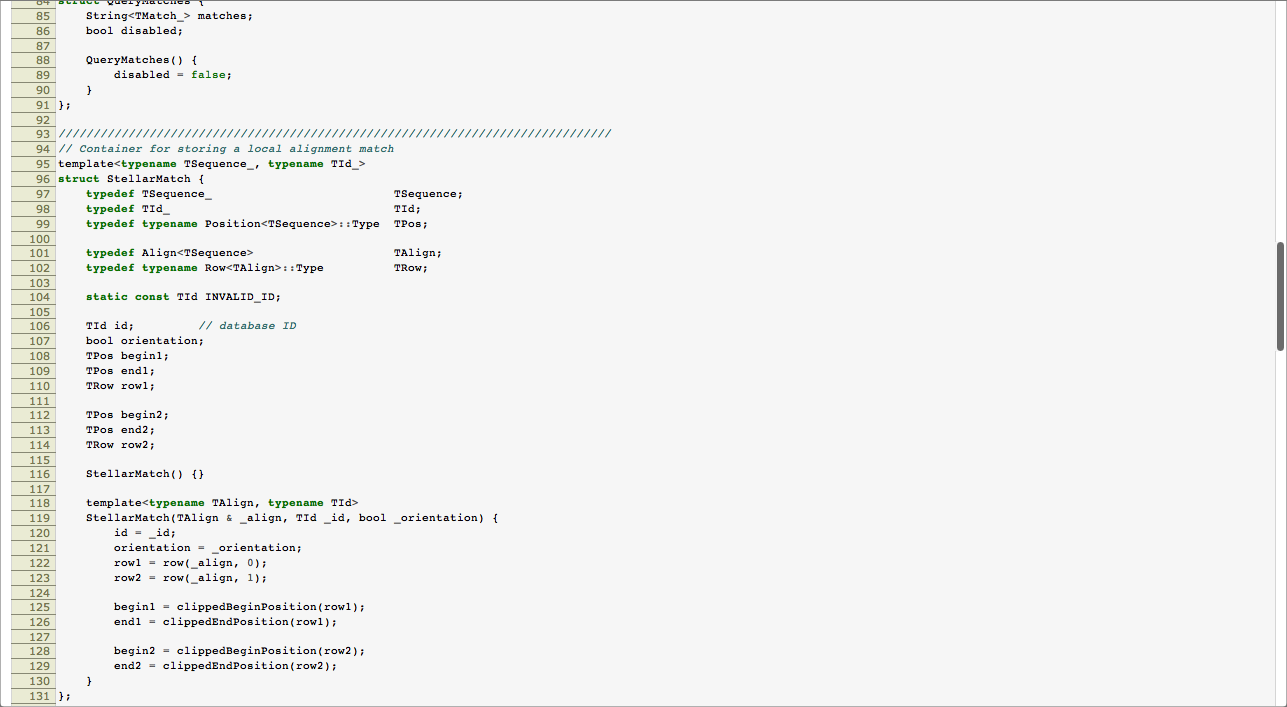 84 struct QueryMatches {
85     String<TMatch_> matches;
86     bool disabled;
87
88     QueryMatches() {
89         disabled = false;
90     }
91 };
92
93 ///////////////////////////////////////////////////////////////////////////////
94 // Container for storing a local alignment match
95 template<typename TSequence_, typename TId_>
96 struct StellarMatch {
97     typedef TSequence_                          TSequence;
98     typedef TId_                                TId;
99     typedef typename Position<TSequence>::Type  TPos;
100
101     typedef Align<TSequence>                    TAlign;
102     typedef typename Row<TAlign>::Type          TRow;
103
104     static const TId INVALID_ID;
105
106     TId id;         // database ID
107     bool orientation;
108     TPos begin1;
109     TPos end1;
110     TRow row1;
111
112     TPos begin2;
113     TPos end2;
114     TRow row2;
115
116     StellarMatch() {}
117
118     template<typename TAlign, typename TId>
119     StellarMatch(TAlign & _align, TId _id, bool _orientation) {
120         id = _id;
121         orientation = _orientation;
122         row1 = row(_align, 0);
123         row2 = row(_align, 1);
124
125         begin1 = clippedBeginPosition(row1);
126         end1 = clippedEndPosition(row1);
127
128         begin2 = clippedBeginPosition(row2);
129         end2 = clippedEndPosition(row2);
130     }
131 };